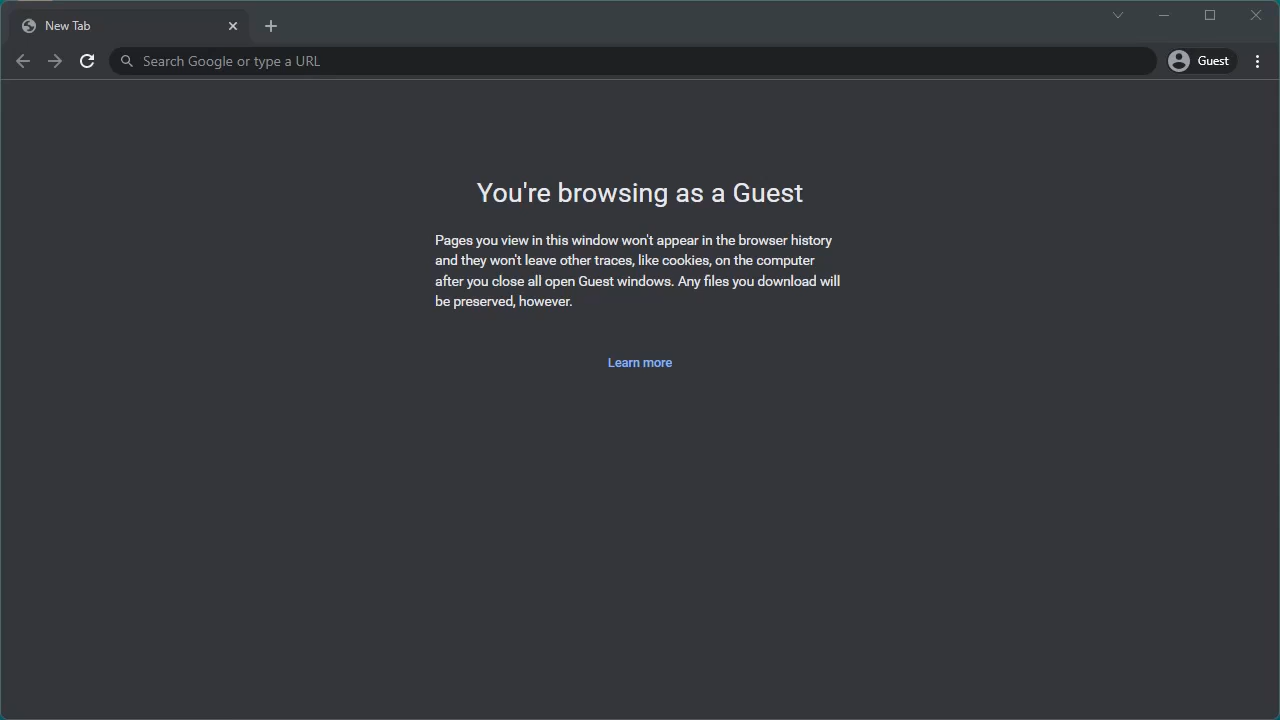 New Tab
Search Google or type a URL
Guest
You're browsing as a Guest
Pages you view in this window won't appear in the browser history
and they won't leave other traces, like cookies, on the computer
after you close all open Guest windows. Any files you download will
be preserved, however.
Learn more